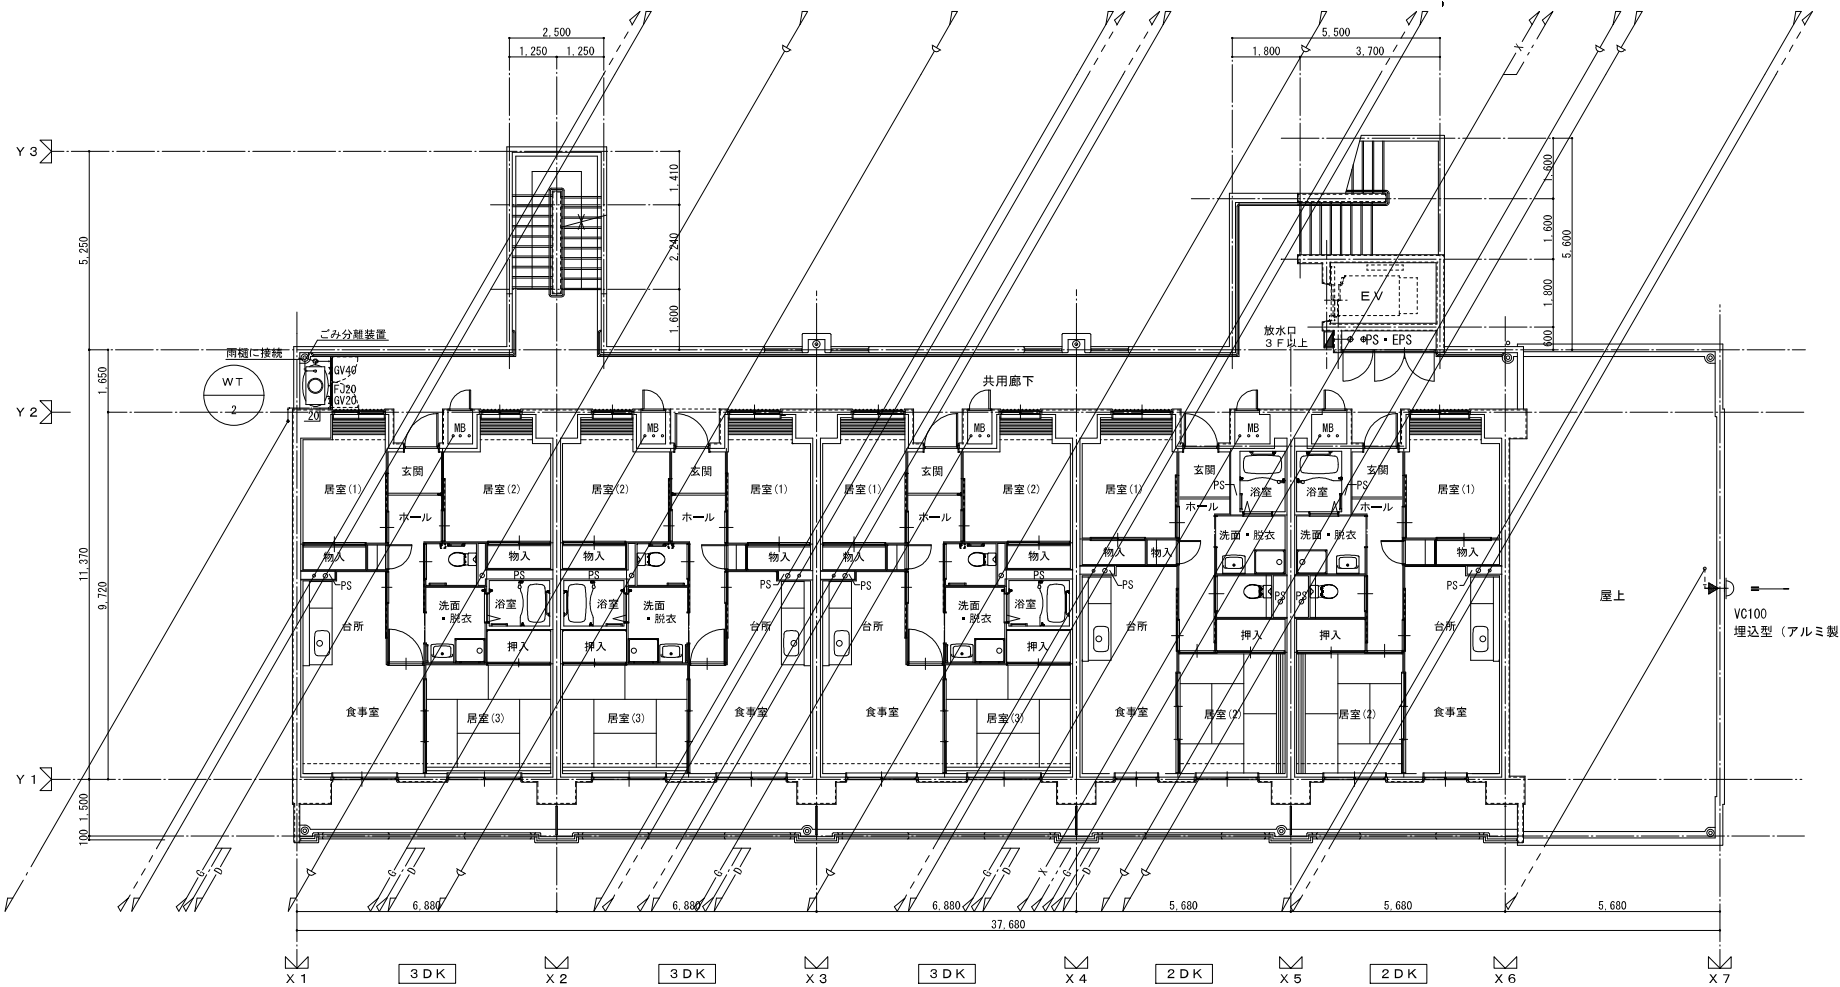 2,500
1,250
1,250
5,500
1,800
3,700
Y3
1,410
2,240
1,600
5,250
1,600
1,600
5,600
1,800
600
EV
PS・EPS
放水口
3F以上
ごみ分離装置
雨樋に接続
WT
2
GV40
FJ20
GV20
20
共用廊下
1,650
Y2
MB
MB
MB
MB
MB
玄関
玄関
玄関
玄関
玄関
居室(1)
居室(2)
居室(2)
居室(1)
居室(1)
居室(2)
居室(1)
PS
浴室
浴室
PS
居室(1)
ホール
ホール
ホール
ホール
ホール
洗面・脱衣
洗面・脱衣
物入
物入
物入
物入
物入
物入
物入
物入
物入
PS
PS
PS
PS
PS
PS
PS
PS
PS
PS
11,370
9,720
浴室
浴室
浴室
洗面
・脱衣
洗面
・脱衣
洗面
・脱衣
台所
台所
台所
台所
台所
押入
押入
押入
押入
押入
屋上
VC100
埋込型（アルミ製
食事室
居室(3)
居室(3)
食事室
食事室
居室(3)
食事室
居室(2)
居室(2)
食事室
Y1
1,500
100
G
D
G
D
G
D
G
D
G
D
X
X
6,880
6,880
6,880
5,680
5,680
5,680
37,680
X1
3DK
X2
3DK
X3
3DK
X4
2DK
X5
2DK
X6
X7